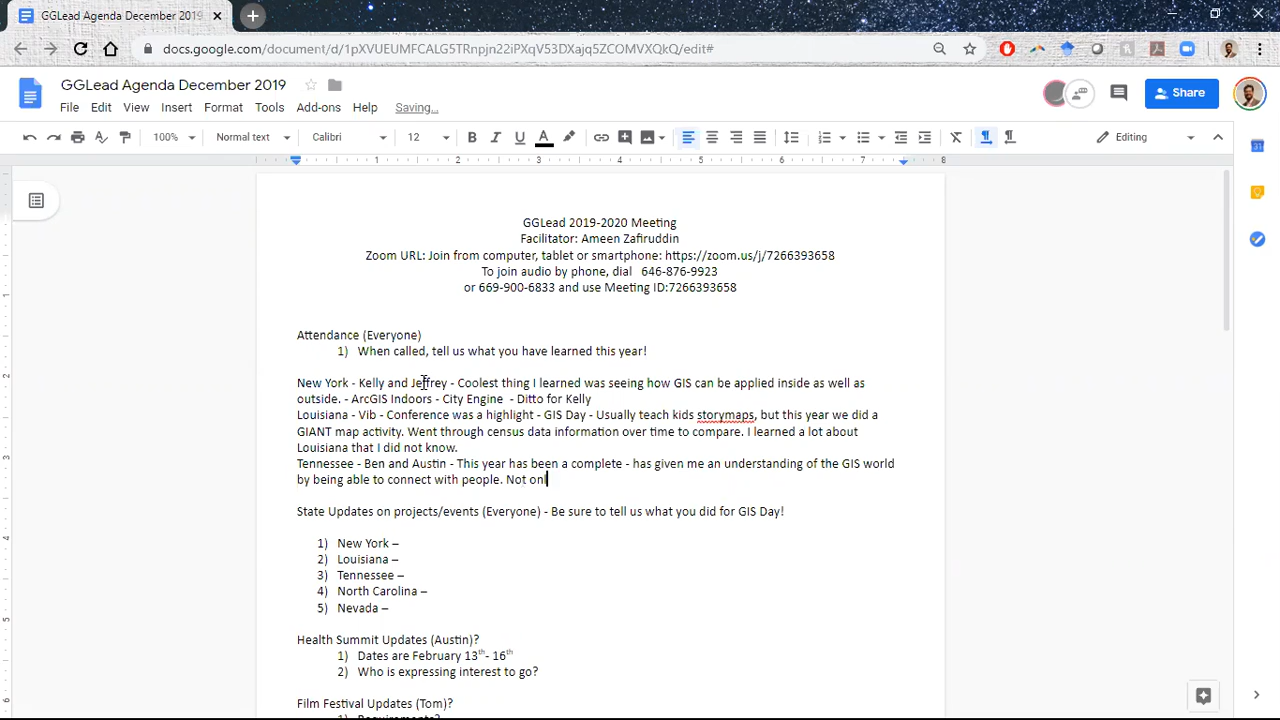 GGLead Agenda December 2019
docs.google.com/document/d/1pXVUEUMFCALG5TRnpjn22iPXqV53DXajq5ZCOMVXQkQ/edit#
GGLead Agenda December 2019
File Edit View Insert Format Tools Add-ons Help Saving...
Share
100% Normal text Calibri 12 Editing
1 2 3 4 5 6 7 8
GGLead 2019-2020 Meeting
Facilitator: Ameen Zafiruddin
Zoom URL: Join from computer, tablet or smartphone: https://zoom.us/j/7266393658
To join audio by phone, dial 646-876-9923
or 669-900-6833 and use Meeting ID:7266393658
Attendance (Everyone)
1) When called, tell us what you have learned this year!
New York - Kelly and Jeffrey - Coolest thing I learned was seeing how GIS can be applied inside as well as
outside. - ArcGIS Indoors - City Engine - Ditto for Kelly
Louisiana - Vib - Conference was a highlight - GIS Day - Usually teach kids storymaps, but this year we did a
GIANT map activity. Went through census data information over time to compare. I learned a lot about
Louisiana that I did not know.
Tennessee - Ben and Austin - This year has been a complete - has given me an understanding of the GIS world
by being able to connect with people. Not onl
State Updates on projects/events (Everyone) - Be sure to tell us what you did for GIS Day!
1) New York –
2) Louisiana –
3) Tennessee –
4) North Carolina –
5) Nevada –
Health Summit Updates (Austin)?
1) Dates are February 13th- 16th
2) Who is expressing interest to go?
Film Festival Updates (Tom)?
1) Requirements?